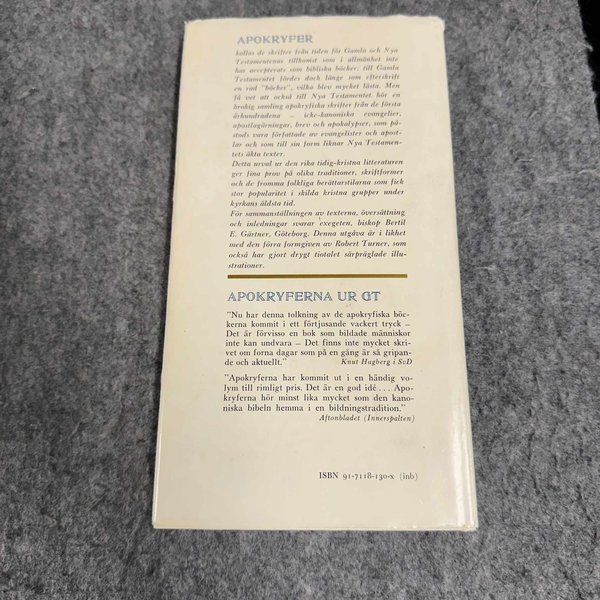 APOKRYFER
kallas de skrifter från tiden för Gamla och Nya
Testamentenas tillkomst som i allmänhet inte
har accepterats som bibliska böcker; till Gamla
Testamentet fördes doch länge som efterskrift
en rad "böcker", vilka blev mycket lästa. Men
få vet att också till Nya Testamentet hör en
brokig samling apokryfiska skrifter från de första
århundradena – icke-kanoniska evangelier,
apostlagärningar, brev och apokalypser, som på-
stods vara författade av evangelister och apost-
lar och som till sin form liknar Nya Testamen-
tets äkta texter.
Detta urval ur den rika tidig-kristna litteraturen
ger fina prov på olika traditioner, skriftformer
och de fromma folkliga berättarstilarna som fick
stor popularitet i skilda kristna grupper under
kyrkans äldsta tid.
För sammanställningen av texterna, översättning
och inledningar svarar exegeten, biskop Bertil
E. Gärtner, Göteborg. Denna utgåva är i likhet
med den förra formgiven av Robert Turner, som
också har gjort drygt tiotalet särpräglade illu-
strationer.
APOKRYFERNA UR GT
"Nu har denna tolkning av de apokryfiska böc-
kerna kommit i ett förtjusande vackert tryck –
Det är förvisso en bok som bildade människor
inte kan undvara – Det finns inte mycket skri-
vet om forna dagar som på en gång är så gripan-
de och aktuellt." Knut Hagberg i SvD
"Apokryferna har kommit ut i en händig vo-
lym till rimligt pris. Det är en god idé... Apo-
kryferna hör minst lika mycket som den kano-
niska bibeln hemma i en bildningstradition."
Aftonbladet (Innerspalten)
ISBN 91-7118-130-x (inb)